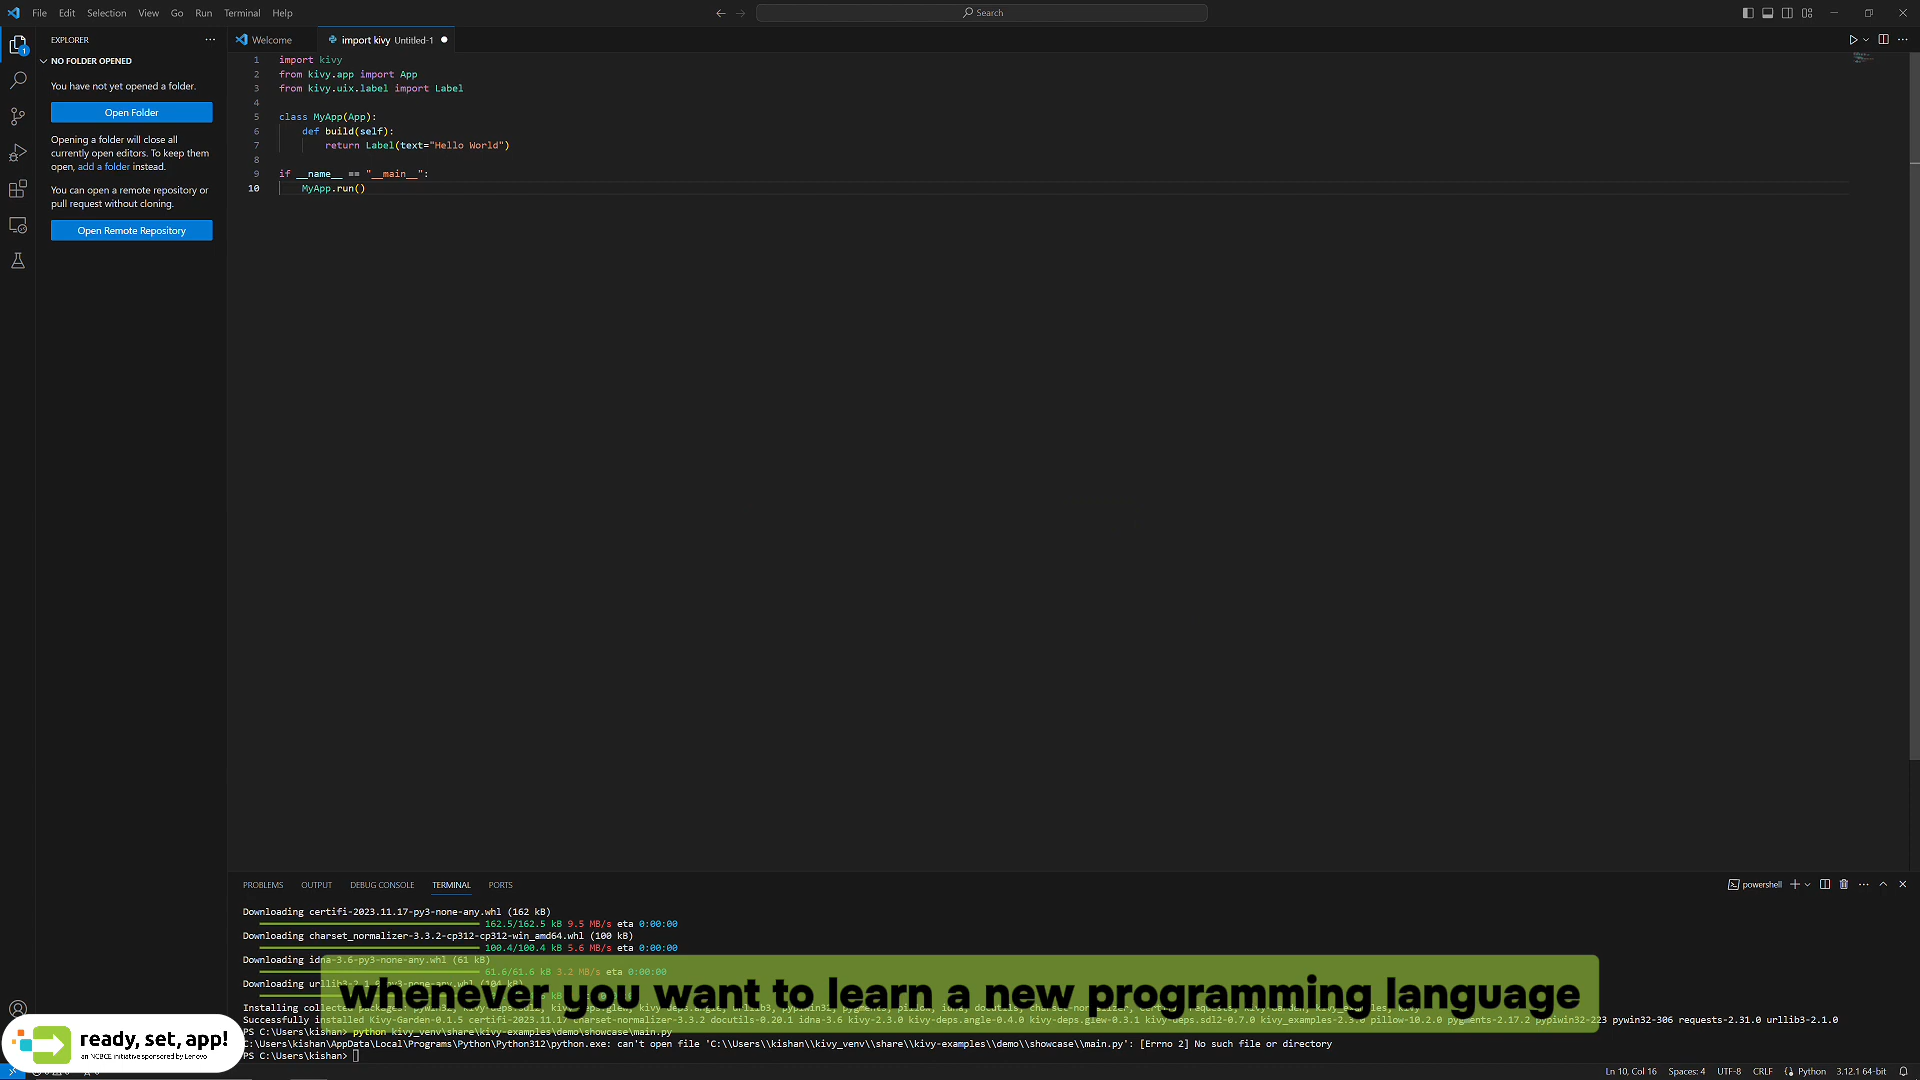 File Edit Selection View Go Run Terminal Help
Search
EXPLORER
Welcome
import kivy Untitled-1
NO FOLDER OPENED
You have not yet opened a folder.
Open Folder
Opening a folder will close all
currently open editors. To keep them
open, add a folder instead.
You can open a remote repository or
pull request without cloning.
Open Remote Repository
1 import kivy
2 from kivy.app import App
3 from kivy.uix.label import Label
4
5 class MyApp(App):
6 def build(self):
7 return Label(text="Hello World")
8
9 if __name__ == "__main__":
10 MyApp.run()
PROBLEMS OUTPUT DEBUG CONSOLE TERMINAL PORTS
powershell
Downloading certifi-2023.11.17-py3-none-any.whl (162 kB)
162.5/162.5 kB 9.5 MB/s eta 0:00:00
Downloading charset_normalizer-3.3.2-cp312-cp312-win_amd64.whl (100 kB)
100.4/100.4 kB 5.6 MB/s eta 0:00:00
Downloading idna-3.6-py3-none-any.whl (61 kB)
61.6/61.6 kB 3.2 MB/s eta 0:00:00
whenever you want to learn a new programming language
Successfully installed Kivy-Garden-0.1.5 certifi-2023.11.17 charset-normalizer-3.3.2 docutils-0.20.1 idna-3.6 kivy-2.3.0 kivy-deps.angle-0.4.0 kivy-deps.glew-0.3.1 kivy-deps.sdl2-0.7.0 kivy_examples-2.3.0 pillow-10.2.0 pygments-2.17.2 pypiwin32-223 pywin32-306 requests-2.31.0 urllib3-2.1.0
PS C:\Users\kishan> python kivy_venv\share\kivy-examples\demo\showcase\main.py
C:\Users\kishan\AppData\Local\Programs\Python\Python312\python.exe: can't open file 'C:\\Users\\kishan\\kivy_venv\\share\\kivy-examples\\demo\\showcase\\main.py': [Errno 2] No such file or directory
PS C:\Users\kishan>
ready, set, app!
an NCBCE initiative sponsored by Lenovo
Ln 10, Col 16 Spaces: 4 UTF-8 CRLF Python 3.12.1 64-bit